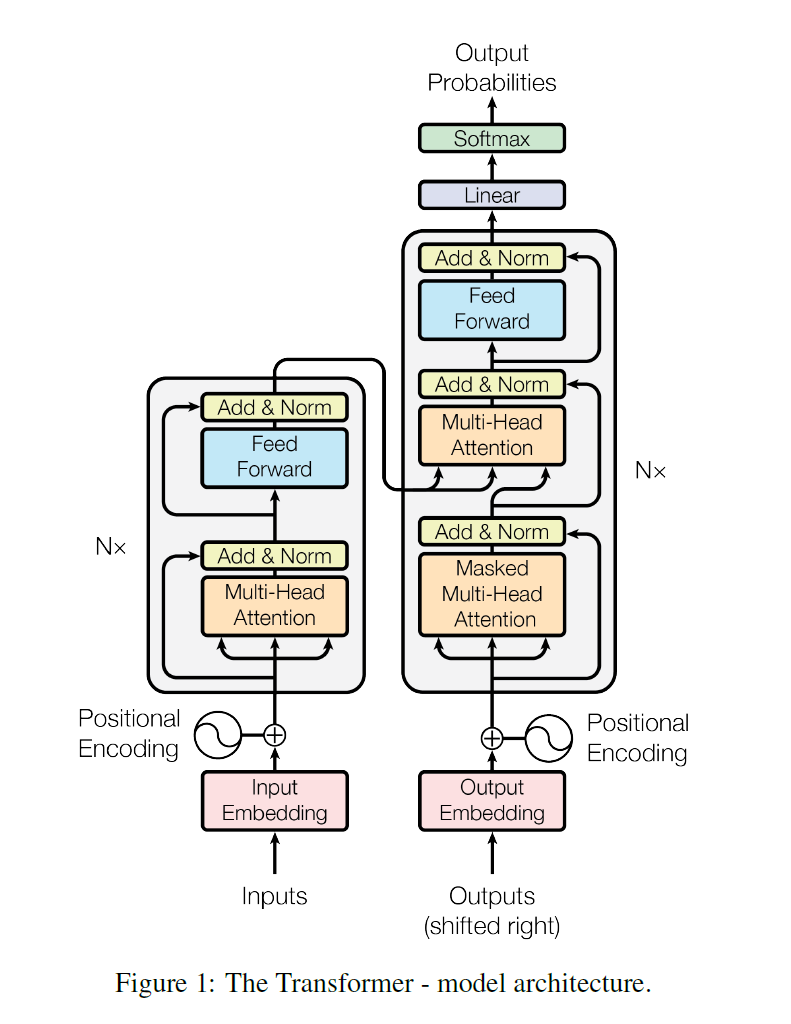 Output
Probabilities
Softmax
Linear
Add & Norm
Feed
Forward
Add & Norm
Multi-Head
Attention
Add & Norm
Masked
Multi-Head
Attention
N×
Add & Norm
Feed
Forward
Add & Norm
Multi-Head
Attention
N×
Positional
Encoding
Positional
Encoding
Input
Embedding
Output
Embedding
Inputs
Outputs
(shifted right)
Figure 1: The Transformer - model architecture.